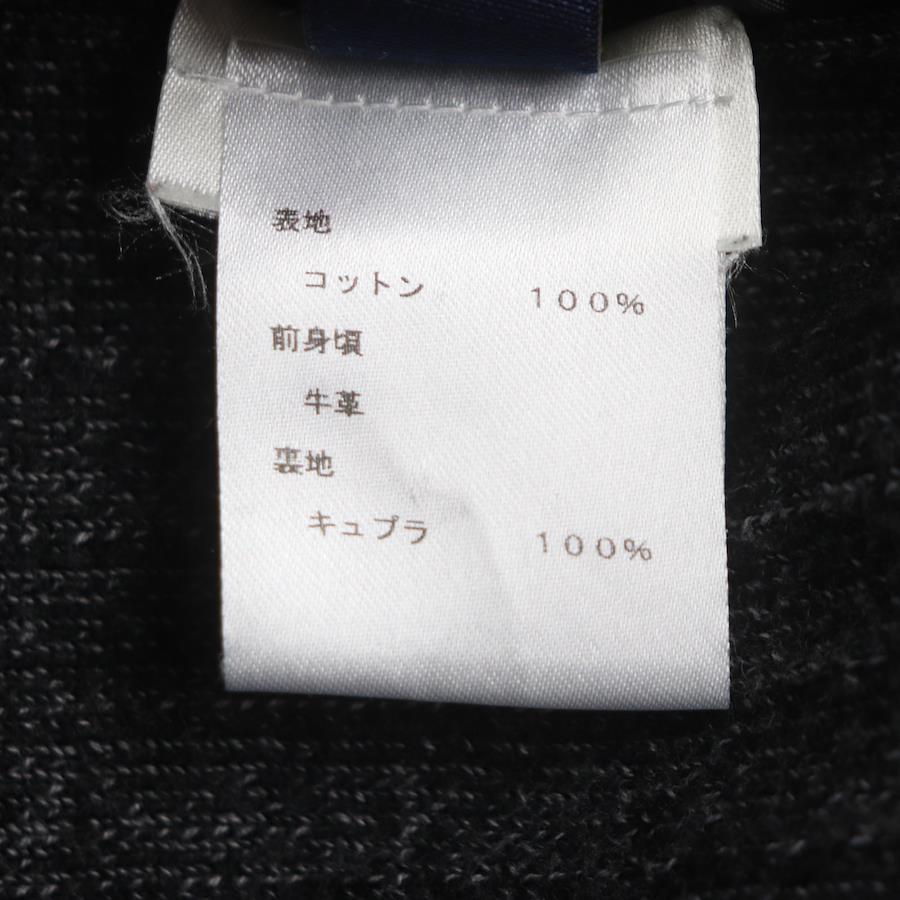 表地
コットン 100%
前身頃
牛革
裏地
キュプラ 100%